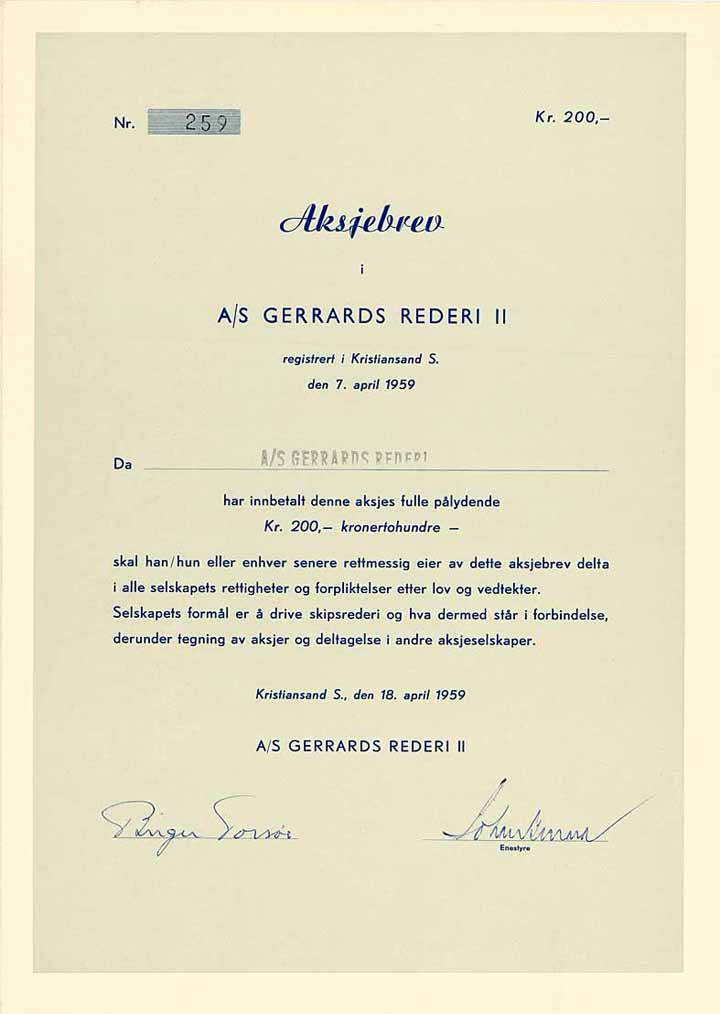 Nr. 259
Kr. 200,—
Aksjebrev
i
A/S GERRARDS REDERI II
registrert i Kristiansand S.
den 7. april 1959
Da A/S GERRARDS REDERI
har innbetalt denne aksjes fulle pålydende
Kr. 200,— kronertohundre —
skal han/hun eller enhver senere rettmessig eier av dette aksjebrev delta
i alle selskapets rettigheter og forpliktelser etter lov og vedtekter.
Selskapets formål er å drive skipsrederi og hva dermed står i forbindelse,
derunder tegning av aksjer og deltagelse i andre aksjeselskaper.
Kristiansand S., den 18. april 1959
A/S GERRARDS REDERI II
Birger Torsøe
Enestyre